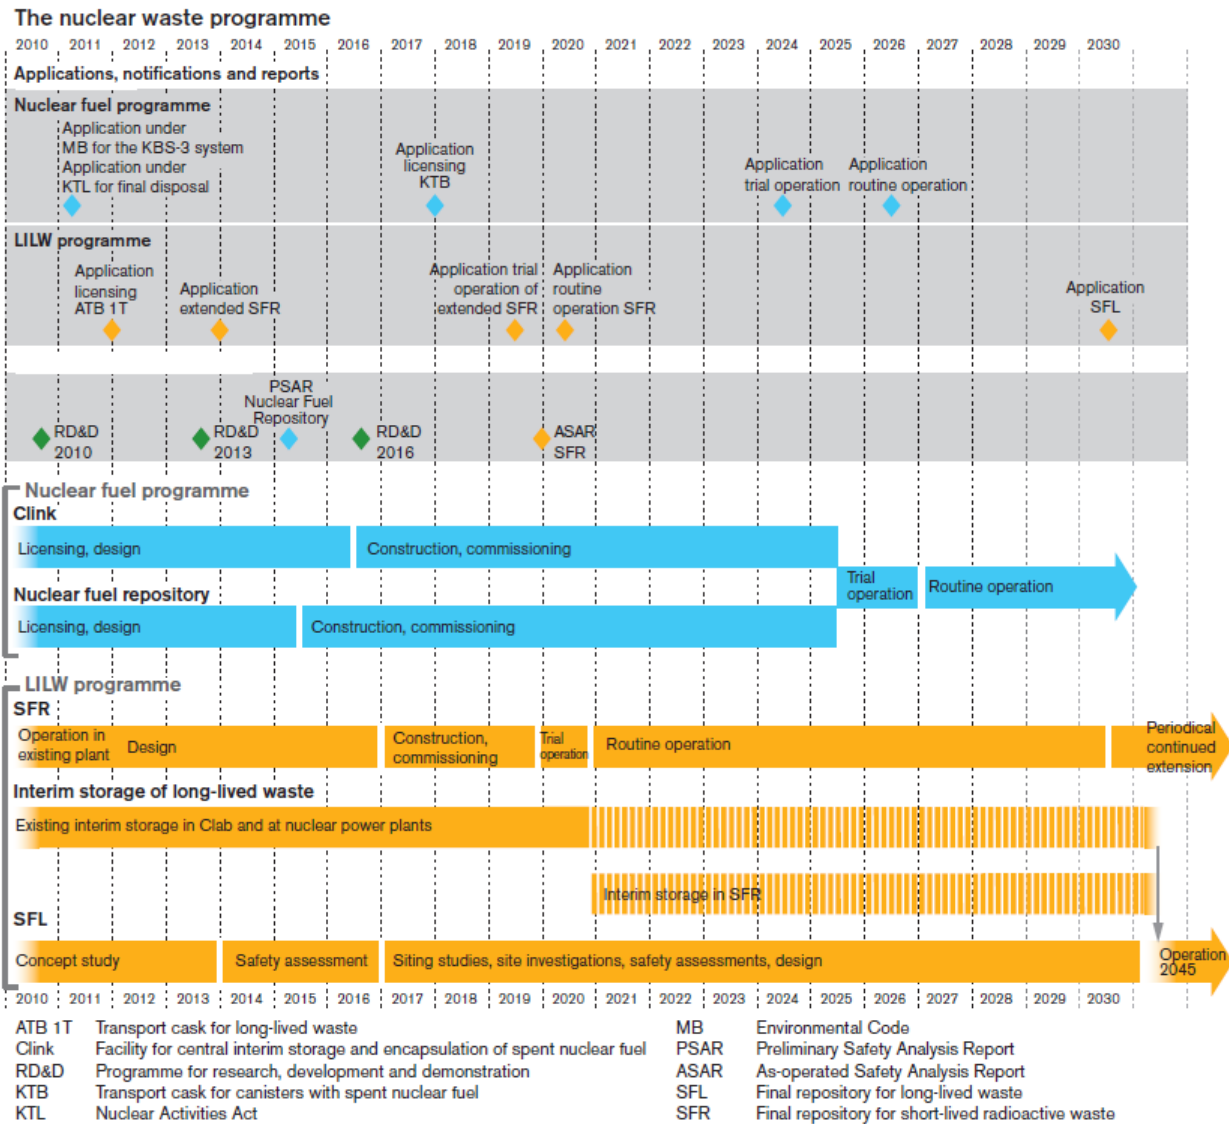 The nuclear waste programme
2010 2011 2012 2013 2014 2015 2016 2017 2018 2019 2020 2021 2022 2023 2024 2025 2026 2027 2028 2029 2030
Applications, notifications and reports
Nuclear fuel programme
Application under
MB for the KBS-3 system
Application under
KTL for final disposal
Application
licensing
KTB
Application
trial operation
Application
routine operation
LILW programme
Application
licensing
ATB 1T
Application
extended SFR
Application trial
operation of
extended SFR
Application
routine
operation SFR
Application
SFL
RD&D
2010
RD&D
2013
PSAR
Nuclear Fuel
Repository
RD&D
2016
ASAR
SFR
Nuclear fuel programme
Clink
Licensing, design
Construction, commissioning
Trial
operation
Routine operation
Nuclear fuel repository
Licensing, design
Construction, commissioning
LILW programme
SFR
Operation in
existing plant
Design
Construction,
commissioning
Trial
operation
Routine operation
Periodical
continued
extension
Interim storage of long-lived waste
Existing interim storage in Clab and at nuclear power plants
Interim storage in SFR
SFL
Concept study
Safety assessment
Siting studies, site investigations, safety assessments, design
Operation
2045
2010 2011 2012 2013 2014 2015 2016 2017 2018 2019 2020 2021 2022 2023 2024 2025 2026 2027 2028 2029 2030
ATB 1T Transport cask for long-lived waste
Clink Facility for central interim storage and encapsulation of spent nuclear fuel
RD&D Programme for research, development and demonstration
KTB Transport cask for canisters with spent nuclear fuel
KTL Nuclear Activities Act
MB Environmental Code
PSAR Preliminary Safety Analysis Report
ASAR As-operated Safety Analysis Report
SFL Final repository for long-lived waste
SFR Final repository for short-lived radioactive waste